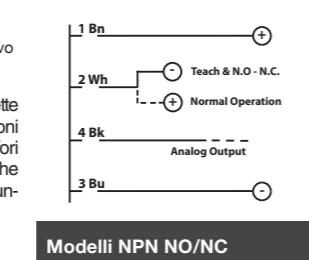 1 Bn
+
vo
2 Wh
- Teach & N.O - N.C.
+ Normal Operation
4 Bk
Analog Output
3 Bu
-
tte
oni
ori
he
un-
Modelli NPN NO/NC